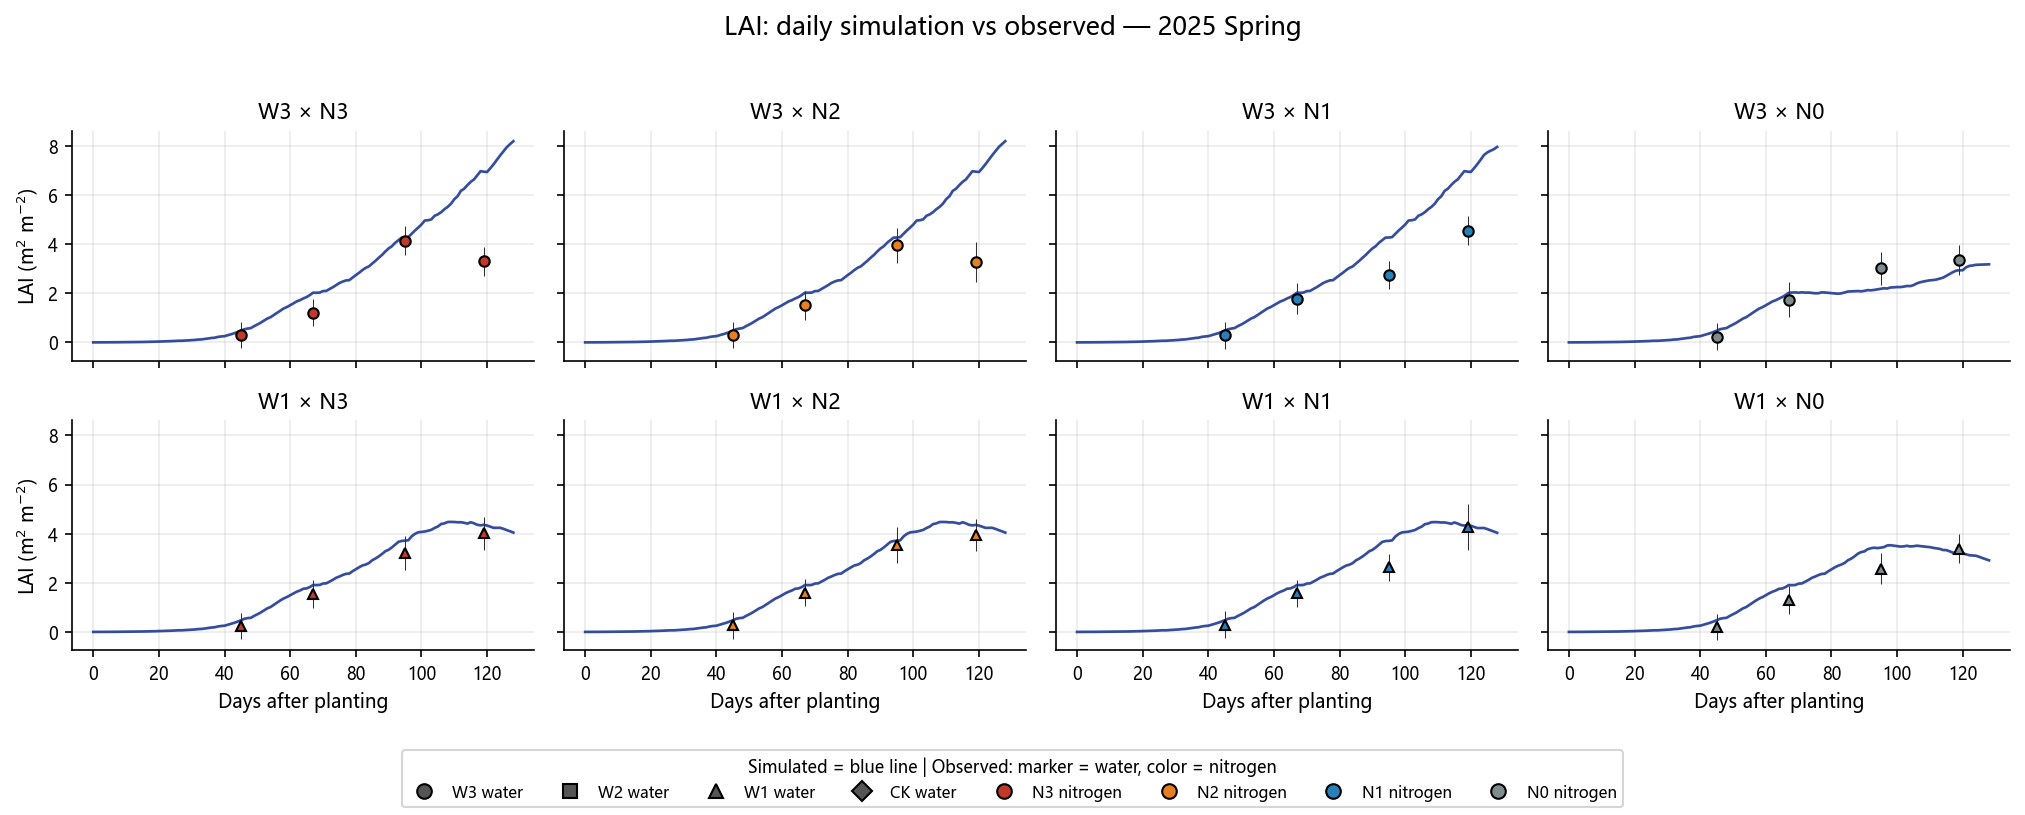 LAI: daily simulation vs observed — 2025 Spring
W3 × N3
W3 × N2
W3 × N1
W3 × N0
LAI (m² m⁻²)
8
6
4
2
0
W1 × N3
W1 × N2
W1 × N1
W1 × N0
LAI (m² m⁻²)
8
6
4
2
0
0 20 40 60 80 100 120
0 20 40 60 80 100 120
0 20 40 60 80 100 120
0 20 40 60 80 100 120
Days after planting
Days after planting
Days after planting
Days after planting
Simulated = blue line | Observed: marker = water, color = nitrogen
W3 water W2 water W1 water CK water N3 nitrogen N2 nitrogen N1 nitrogen N0 nitrogen